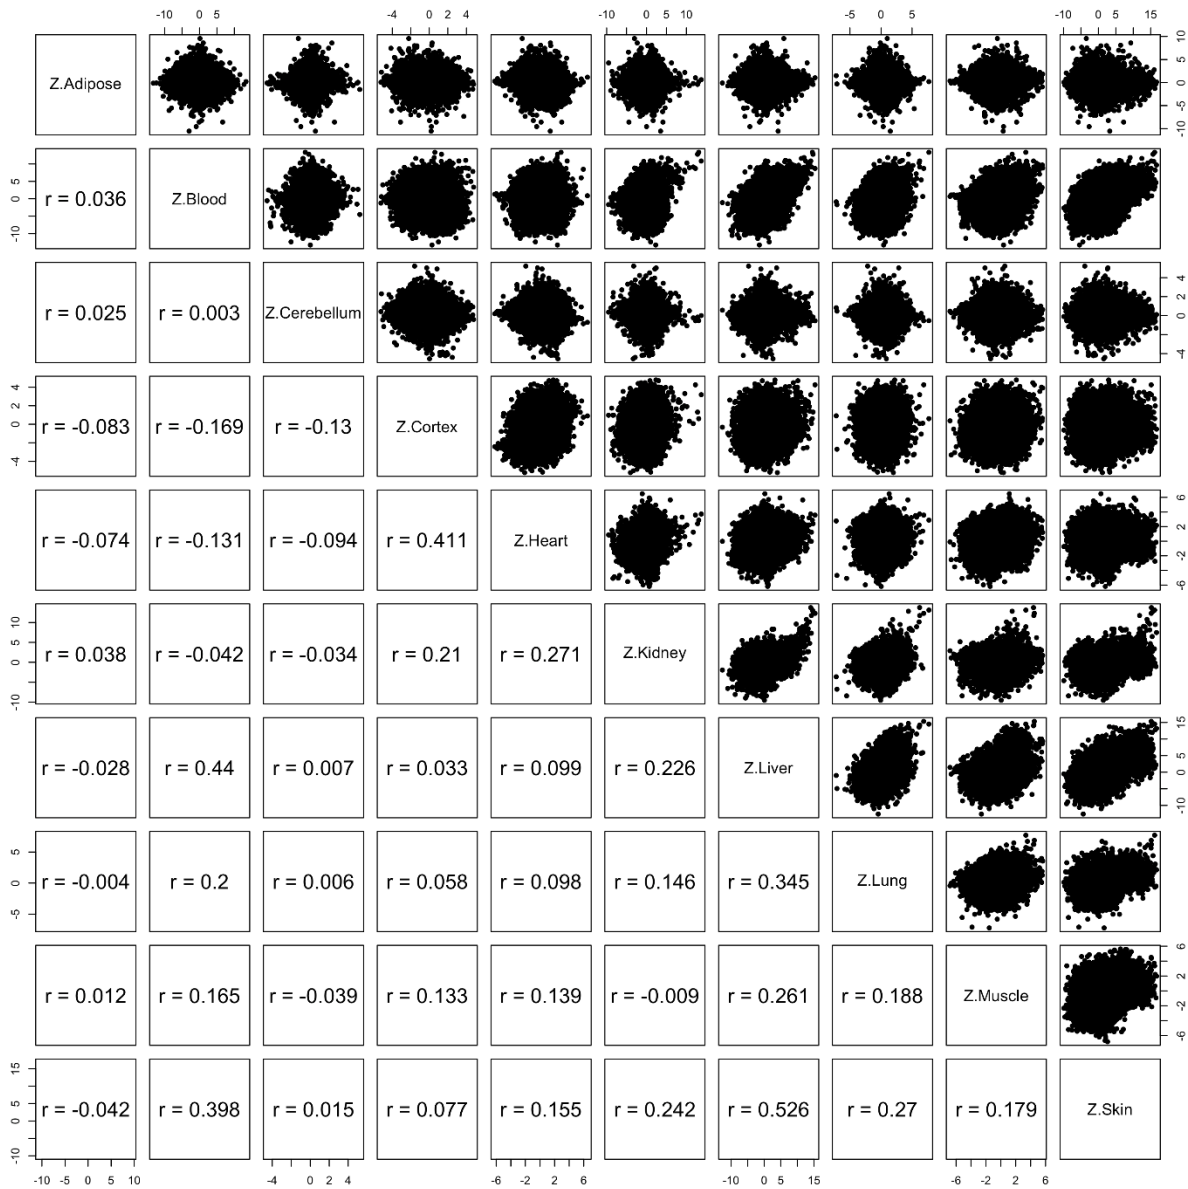 -10 0 5
-4 0 2 4
-10 0 5 10
-5 0 5
-10 0 5 15
Z.Adipose
-10 -5 0 5 10
-10 0 5
r = 0.036
Z.Blood
r = 0.025
r = 0.003
Z.Cerebellum
-4 0 2 4
-4 0 2 4
r = -0.083
r = -0.169
r = -0.13
Z.Cortex
r = -0.074
r = -0.131
r = -0.094
r = 0.411
Z.Heart
-6 -2 2 6
-10 0 5 10
r = 0.038
r = -0.042
r = -0.034
r = 0.21
r = 0.271
Z.Kidney
r = -0.028
r = 0.44
r = 0.007
r = 0.033
r = 0.099
r = 0.226
Z.Liver
-10 0 5 15
-5 0 5
r = -0.004
r = 0.2
r = 0.006
r = 0.058
r = 0.098
r = 0.146
r = 0.345
Z.Lung
r = 0.012
r = 0.165
r = -0.039
r = 0.133
r = 0.139
r = -0.009
r = 0.261
r = 0.188
Z.Muscle
-6 -2 2 6
-10 0 5 15
r = -0.042
r = 0.398
r = 0.015
r = 0.077
r = 0.155
r = 0.242
r = 0.526
r = 0.27
r = 0.179
Z.Skin
-10 -5 0 5 10
-4 0 2 4
-6 -2 2 6
-10 0 5 15
-6 -2 2 6